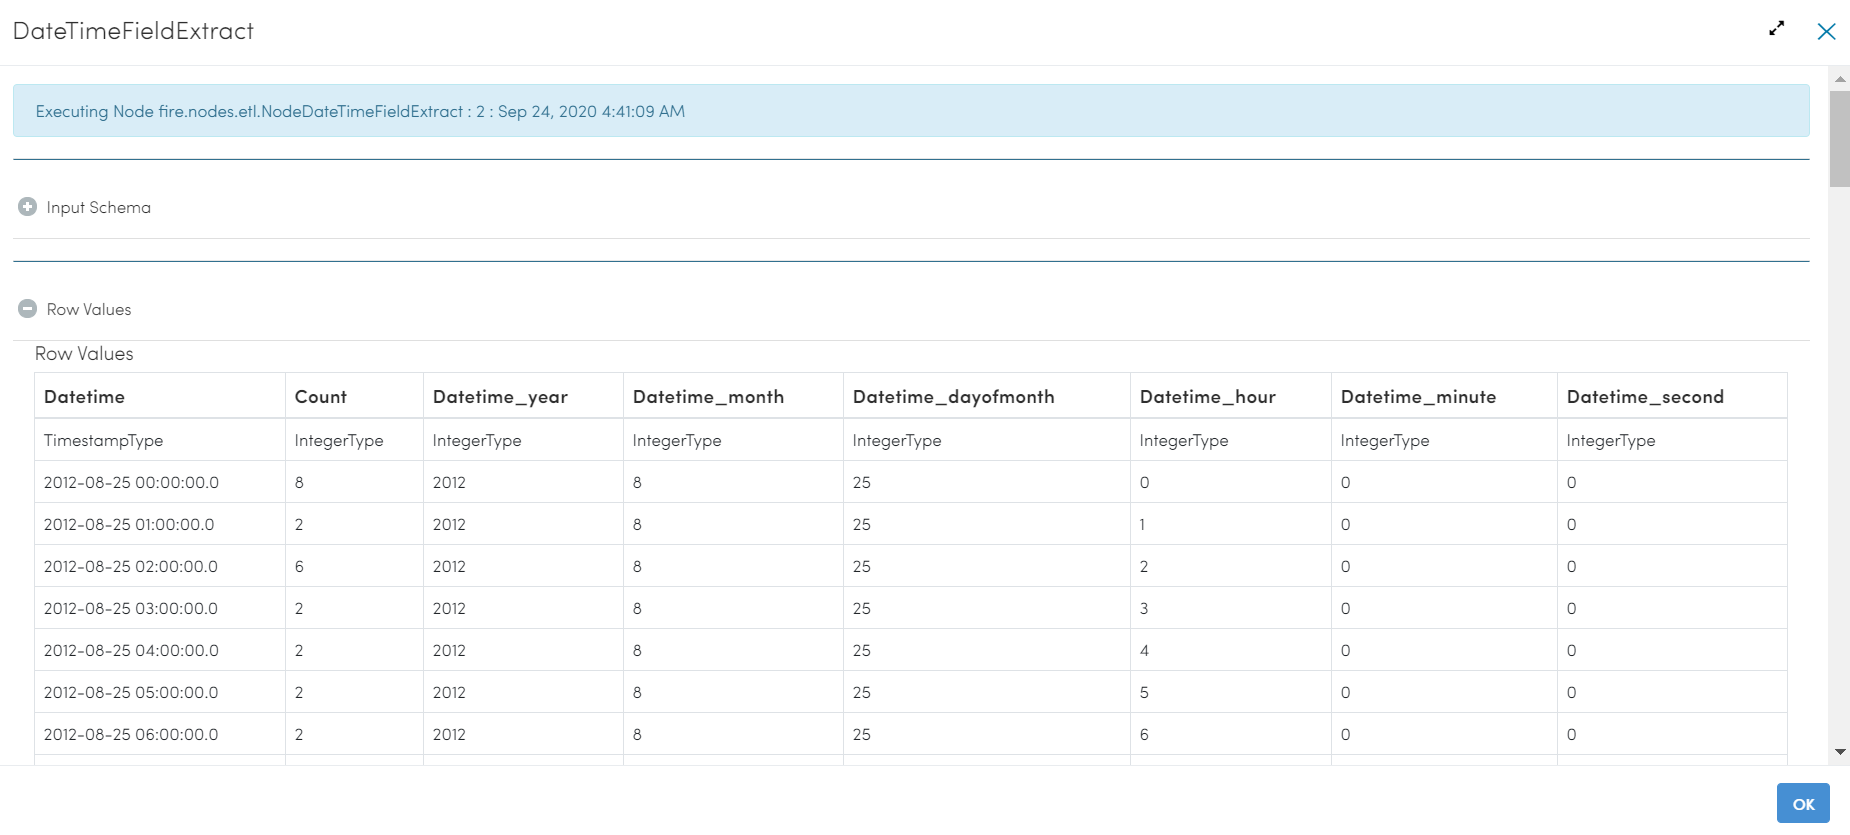 DateTimeFieldExtract
Executing Node fire.nodes.etl.NodeDateTimeFieldExtract : 2 : Sep 24, 2020 4:41:09 AM
Input Schema
Row Values
Row Values
Datetime Count Datetime_year Datetime_month Datetime_dayofmonth Datetime_hour Datetime_minute Datetime_second
TimestampType IntegerType IntegerType IntegerType IntegerType IntegerType IntegerType IntegerType
2012-08-25 00:00:00.0 8 2012 8 25 0 0 0
2012-08-25 01:00:00.0 2 2012 8 25 1 0 0
2012-08-25 02:00:00.0 6 2012 8 25 2 0 0
2012-08-25 03:00:00.0 2 2012 8 25 3 0 0
2012-08-25 04:00:00.0 2 2012 8 25 4 0 0
2012-08-25 05:00:00.0 2 2012 8 25 5 0 0
2012-08-25 06:00:00.0 2 2012 8 25 6 0 0
OK